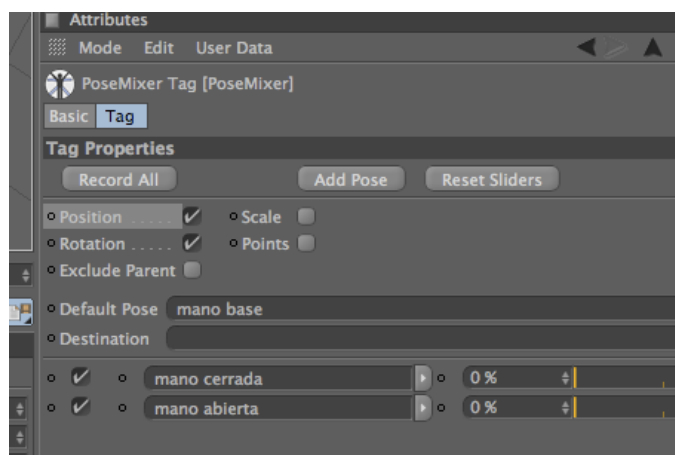 Attributes
Mode Edit User Data
PoseMixer Tag [PoseMixer]
Basic Tag
Tag Properties
Record All Add Pose Reset Sliders
Position . . . . . Scale
Rotation . . . . . Points
Exclude Parent
Default Pose mano base
Destination
mano cerrada 0 %
mano abierta 0 %